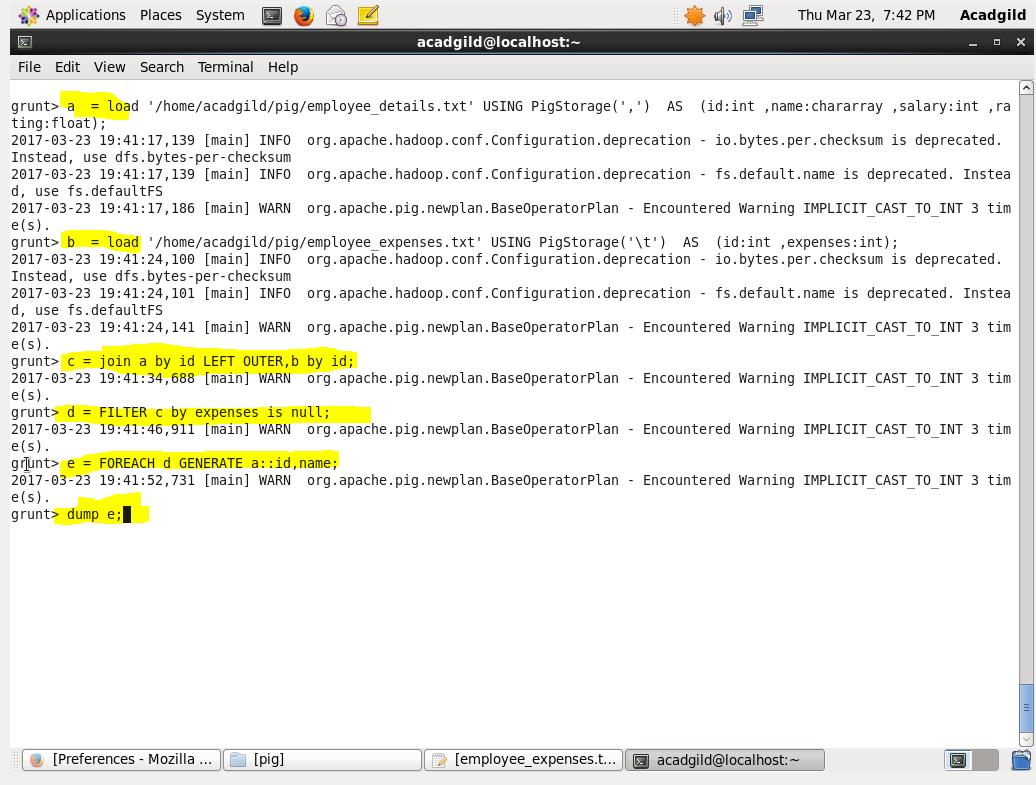 Applications Places System Thu Mar 23, 7:42 PM Acadgild
acadgild@localhost:~
File Edit View Search Terminal Help
grunt> a  = load '/home/acadgild/pig/employee_details.txt' USING PigStorage(',')  AS  (id:int ,name:chararray ,salary:int ,ra
ting:float);
2017-03-23 19:41:17,139 [main] INFO  org.apache.hadoop.conf.Configuration.deprecation - io.bytes.per.checksum is deprecated.
Instead, use dfs.bytes-per-checksum
2017-03-23 19:41:17,139 [main] INFO  org.apache.hadoop.conf.Configuration.deprecation - fs.default.name is deprecated. Instea
d, use fs.defaultFS
2017-03-23 19:41:17,186 [main] WARN  org.apache.pig.newplan.BaseOperatorPlan - Encountered Warning IMPLICIT_CAST_TO_INT 3 tim
e(s).
grunt> b  = load '/home/acadgild/pig/employee_expenses.txt' USING PigStorage('\t')  AS  (id:int ,expenses:int);
2017-03-23 19:41:24,100 [main] INFO  org.apache.hadoop.conf.Configuration.deprecation - io.bytes.per.checksum is deprecated.
Instead, use dfs.bytes-per-checksum
2017-03-23 19:41:24,101 [main] INFO  org.apache.hadoop.conf.Configuration.deprecation - fs.default.name is deprecated. Instea
d, use fs.defaultFS
2017-03-23 19:41:24,141 [main] WARN  org.apache.pig.newplan.BaseOperatorPlan - Encountered Warning IMPLICIT_CAST_TO_INT 3 tim
e(s).
grunt> c = join a by id LEFT OUTER,b by id;
2017-03-23 19:41:34,688 [main] WARN  org.apache.pig.newplan.BaseOperatorPlan - Encountered Warning IMPLICIT_CAST_TO_INT 3 tim
e(s).
grunt> d = FILTER c by expenses is null;
2017-03-23 19:41:46,911 [main] WARN  org.apache.pig.newplan.BaseOperatorPlan - Encountered Warning IMPLICIT_CAST_TO_INT 3 tim
e(s).
grunt> e = FOREACH d GENERATE a::id,name;
2017-03-23 19:41:52,731 [main] WARN  org.apache.pig.newplan.BaseOperatorPlan - Encountered Warning IMPLICIT_CAST_TO_INT 3 tim
e(s).
grunt> dump e;
[Preferences - Mozilla ... [pig] [employee_expenses.t... acadgild@localhost:~